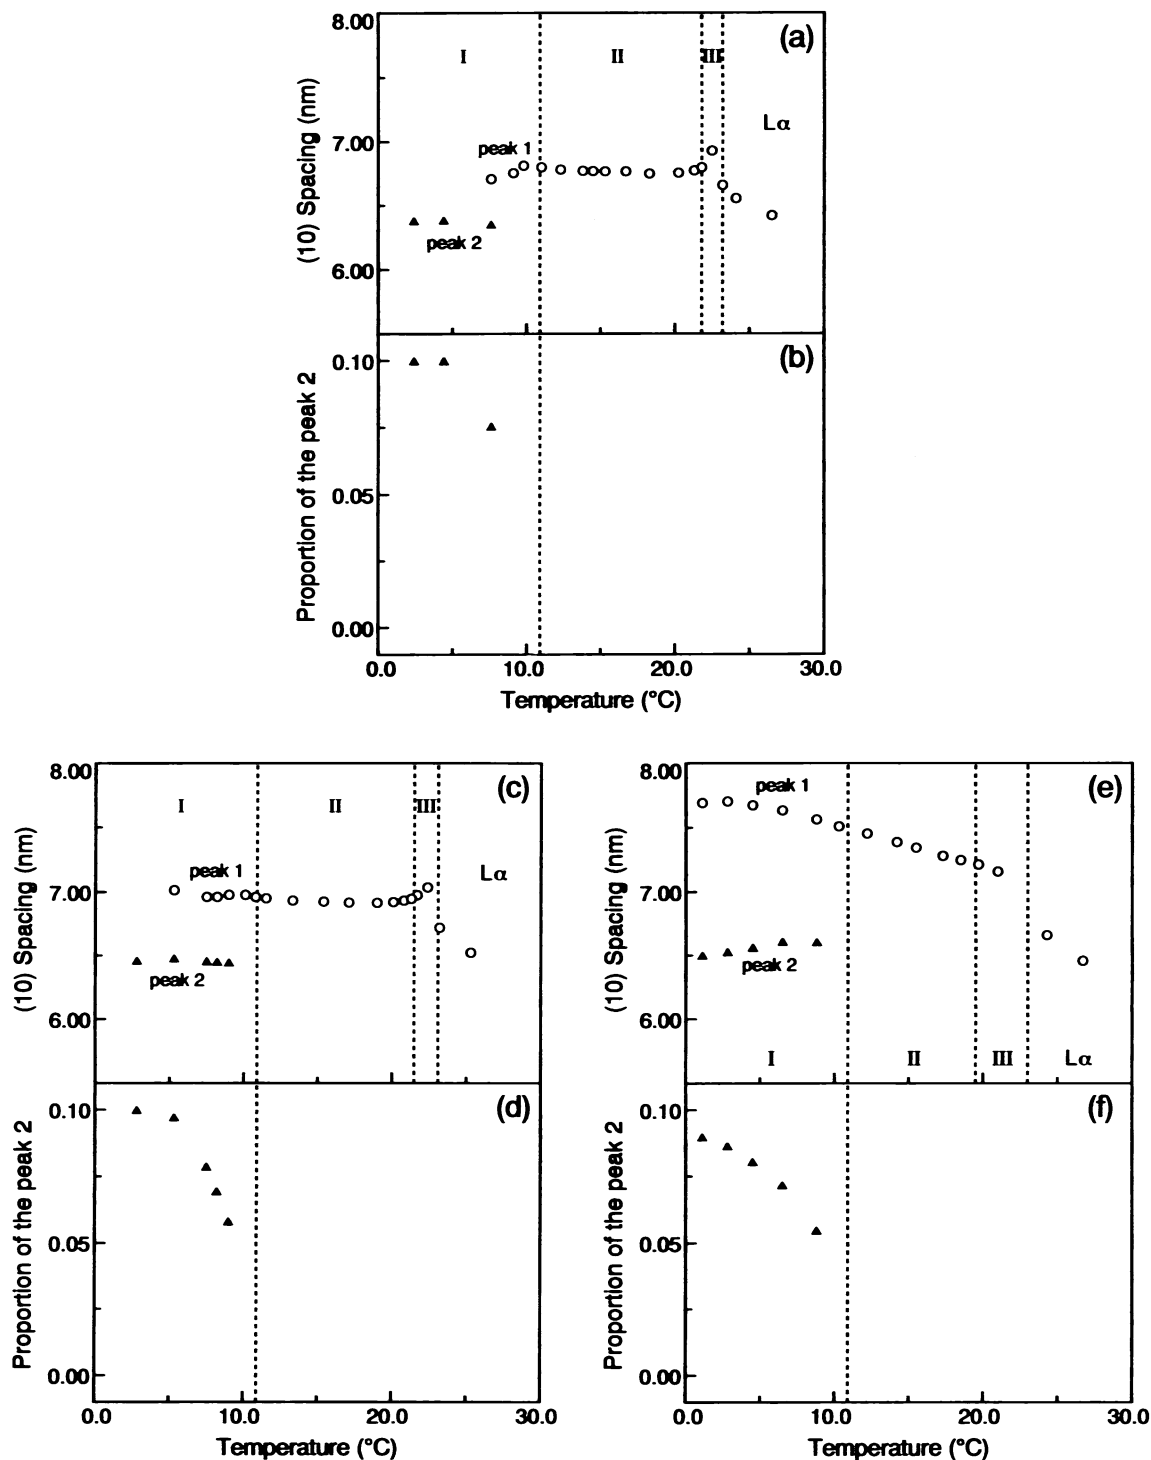 8.00
(a)
I
II
III
7.00
peak 1
Lα
(10) Spacing (nm)
peak 2
6.00
(b)
0.10
Proportion of the peak 2
0.05
0.00
0.0 10.0 20.0 30.0
Temperature (°C)
8.00
(c)
I
II
III
7.00
peak 1
Lα
(10) Spacing (nm)
peak 2
6.00
(d)
0.10
Proportion of the peak 2
0.05
0.00
0.0 10.0 20.0 30.0
Temperature (°C)
8.00
(e)
peak 1
7.00
(10) Spacing (nm)
peak 2
6.00
I
II
III
Lα
(f)
0.10
Proportion of the peak 2
0.05
0.00
0.0 10.0 20.0 30.0
Temperature (°C)